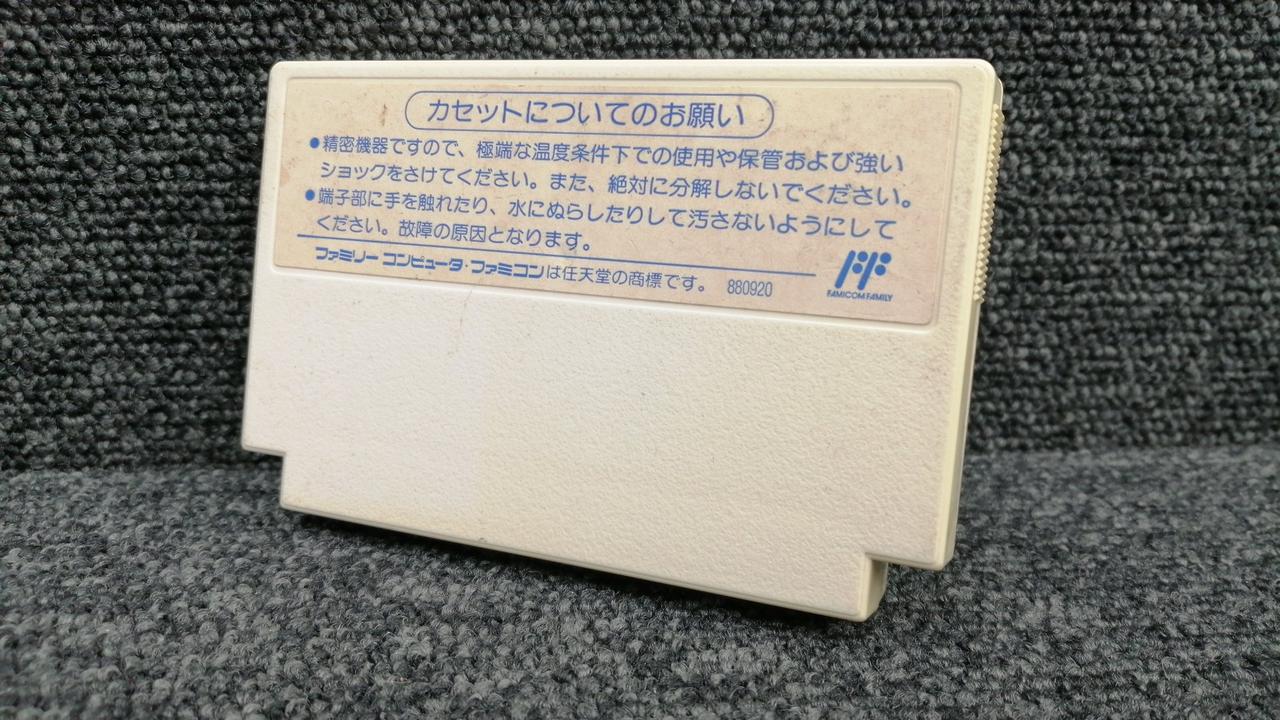 カセットについてのお願い
●精密機器ですので、極端な温度条件下での使用や保管および強い
ショックをさけてください。また、絶対に分解しないでください。
●端子部に手を触れたり、水にぬらしたりして汚さないようにして
ください。故障の原因となります。
ファミリー コンピュータ・ファミコンは任天堂の商標です。 880920
FF
FAMICOM FAMILY